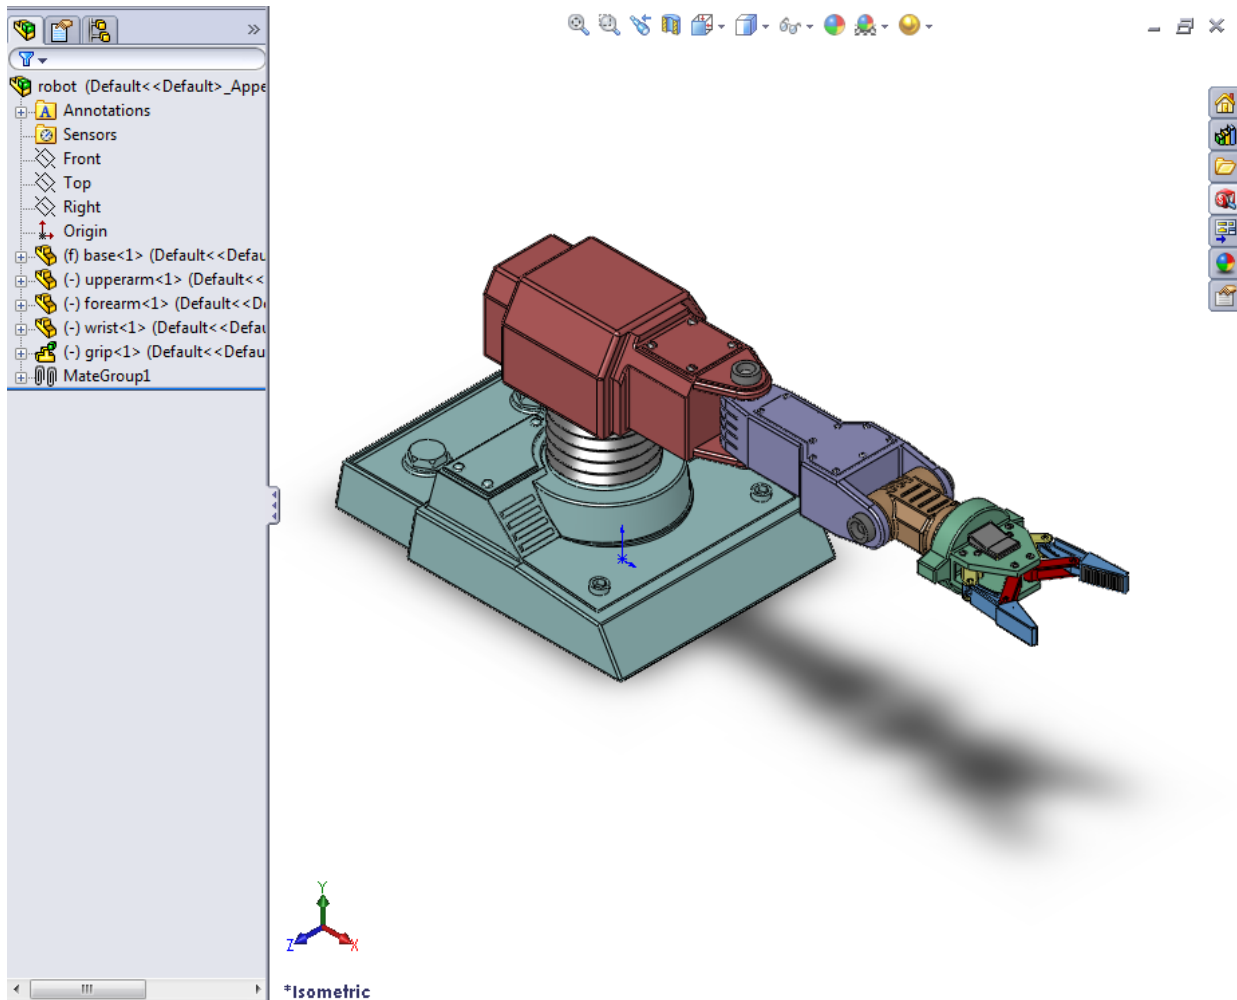 robot (Default<<Default>_Appe
A Annotations
Sensors
Front
Top
Right
Origin
(f) base<1> (Default<<Defau
(-) upperarm<1> (Default<<
(-) forearm<1> (Default<<D
(-) wrist<1> (Default<<Defau
(-) grip<1> (Default<<Defau
MateGroup1
Y
Z X
*Isometric